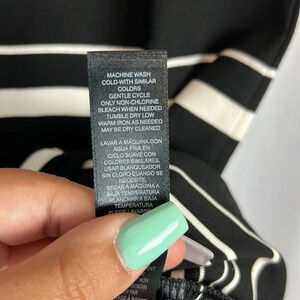 MACHINE WASH
COLD-WITH SIMILAR
COLORS
GENTLE CYCLE
ONLY NON-CHLORINE
BLEACH WHEN NEEDED
TUMBLE DRY LOW
WARM IRON AS NEEDED
MAY BE DRY CLEANED
LAVAR A MÁQUINA CON
AGUA FRÍA EN
CICLO SUAVE CON
COLORES SIMILARES.
USAR BLANQUEADOR
SIN CLORO CUANDO SE
NECESITE.
SECAR A MÁQUINA A
BAJA TEMPERATURA
PLANCHAR A BAJA
TEMPERATURA